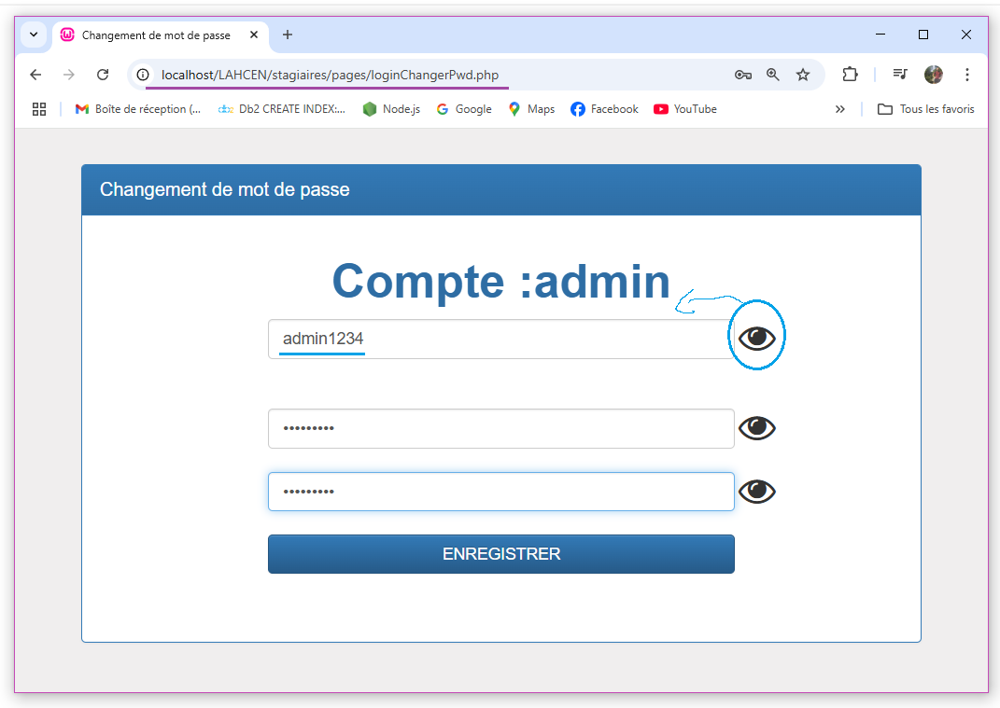 Changement de mot de passe
localhost/LAHCEN/stagiaires/pages/loginChangerPwd.php
Boîte de réception (... Db2 CREATE INDEX:... Node.js Google Maps Facebook YouTube » Tous les favoris
Changement de mot de passe
Compte :admin
admin1234
•••••••••
•••••••••
ENREGISTRER